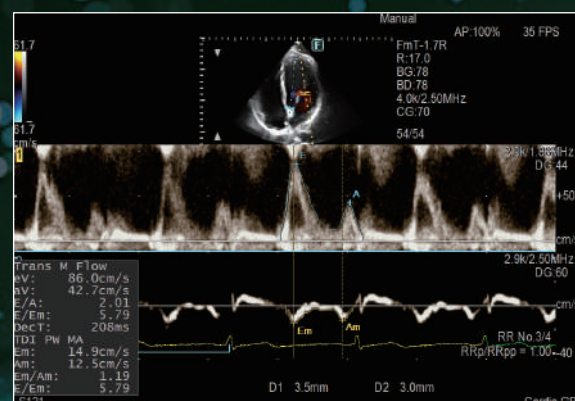 Manual
AP:100% 35 FPS
F
FmT-1.7R
R:17.0
BG:78
BD:78
4.0k/2.50MHz
CG:70
54/54
61.7
61.7
cm/s
1
E
A
DG:44
+50
cm/s
2.9k/2.50MHz
DG:60
cm/s
-40
Trans M Flow
eV: 86.0cm/s
aV: 42.7cm/s
E/A: 2.01
E/Em: 5.79
DecT: 208ms
TDI PW MA
Em: 14.9cm/s
Am: 12.5cm/s
Em/Am: 1.19
E/Em: 5.79
Em
Am
RR No.3/4
RRp/RRpp = 1.00
D1 3.5mm D2 3.0mm